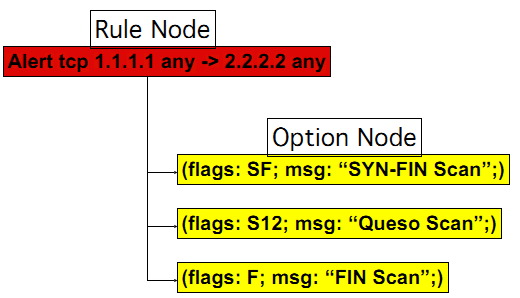 Rule Node
Alert tcp 1.1.1.1 any -> 2.2.2.2 any
Option Node
(flags: SF; msg: “SYN-FIN Scan”;)
(flags: S12; msg: “Queso Scan”;)
(flags: F; msg: “FIN Scan”;)